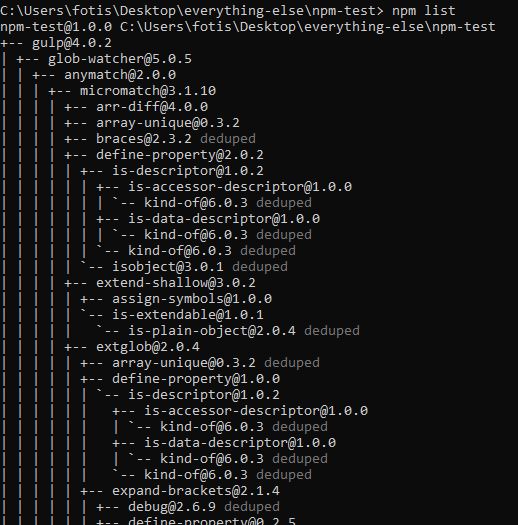 C:\Users\fotis\Desktop\everything-else\npm-test> npm list
npm-test@1.0.0 C:\Users\fotis\Desktop\everything-else\npm-test
+-- gulp@4.0.2
| +-- glob-watcher@5.0.5
| | +-- anymatch@2.0.0
| | | +-- micromatch@3.1.10
| | | | +-- arr-diff@4.0.0
| | | | +-- array-unique@0.3.2
| | | | +-- braces@2.3.2 deduped
| | | | +-- define-property@2.0.2
| | | | | +-- is-descriptor@1.0.2
| | | | | | +-- is-accessor-descriptor@1.0.0
| | | | | | | `-- kind-of@6.0.3 deduped
| | | | | | +-- is-data-descriptor@1.0.0
| | | | | | | `-- kind-of@6.0.3 deduped
| | | | | | `-- kind-of@6.0.3 deduped
| | | | | `-- isobject@3.0.1 deduped
| | | | +-- extend-shallow@3.0.2
| | | | | +-- assign-symbols@1.0.0
| | | | | `-- is-extendable@1.0.1
| | | | |   `-- is-plain-object@2.0.4 deduped
| | | | +-- extglob@2.0.4
| | | | | +-- array-unique@0.3.2 deduped
| | | | | +-- define-property@1.0.0
| | | | | | `-- is-descriptor@1.0.2
| | | | | |   +-- is-accessor-descriptor@1.0.0
| | | | | |   | `-- kind-of@6.0.3 deduped
| | | | | |   +-- is-data-descriptor@1.0.0
| | | | | |   | `-- kind-of@6.0.3 deduped
| | | | | |   `-- kind-of@6.0.3 deduped
| | | | | +-- expand-brackets@2.1.4
| | | | | | +-- debug@2.6.9 deduped
| | | | | | +-- define-property@0.2.5